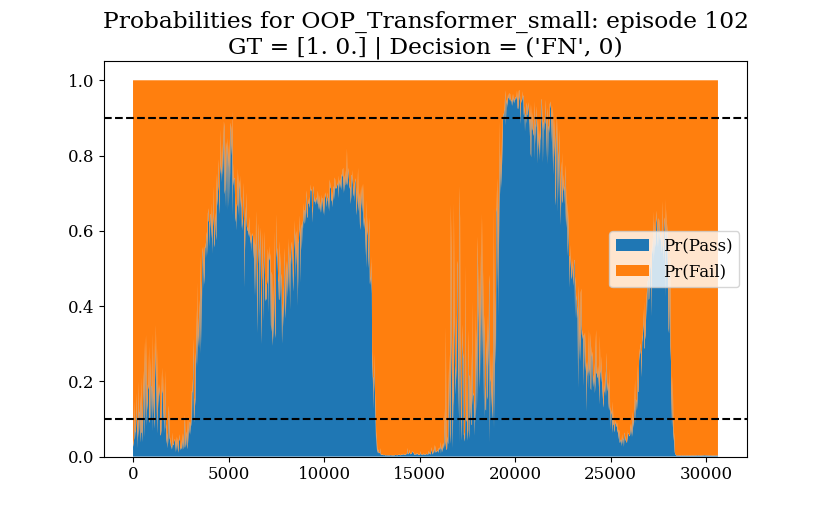 Probabilities for OOP_Transformer_small: episode 102
GT = [1. 0.] | Decision = ('FN', 0)
1.0
0.8
0.6
0.4
0.2
0.0
Pr(Pass)
Pr(Fail)
0 5000 10000 15000 20000 25000 30000